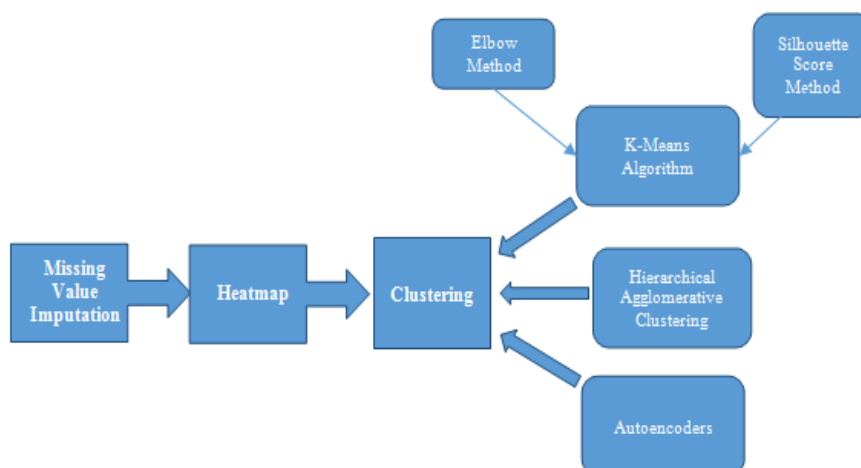 Elbow
Method
Silhouette
Score
Method
K-Means
Algorithm
Missing
Value
Imputation
Heatmap
Clustering
Hierarchical
Agglomerative
Clustering
Autoencoders